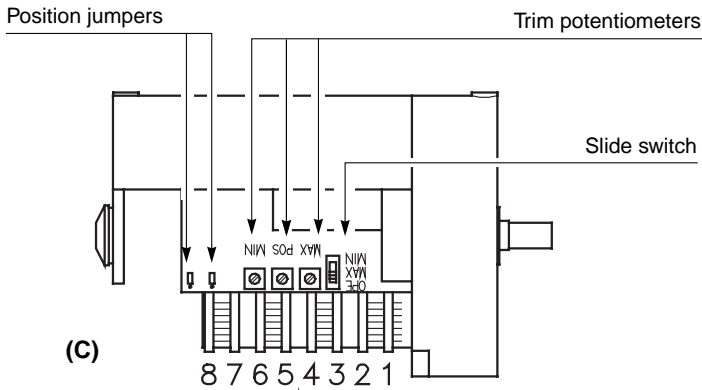 Position jumpers
Trim potentiometers
Slide switch
MIN POS MAX
MIN
MAX
OPE
(C)
8 7 6 5 4 3 2 1